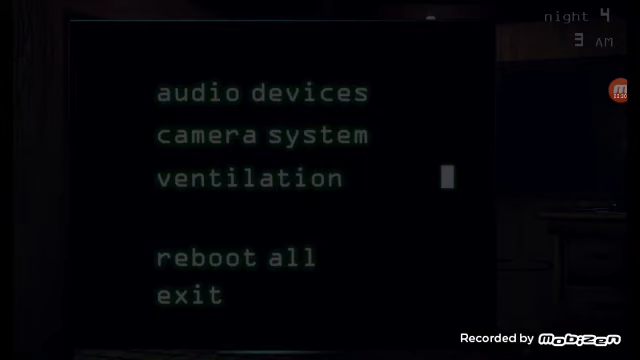 night 4
3 AM
audio devices
camera system
ventilation
reboot all
exit
Recorded by mobizen